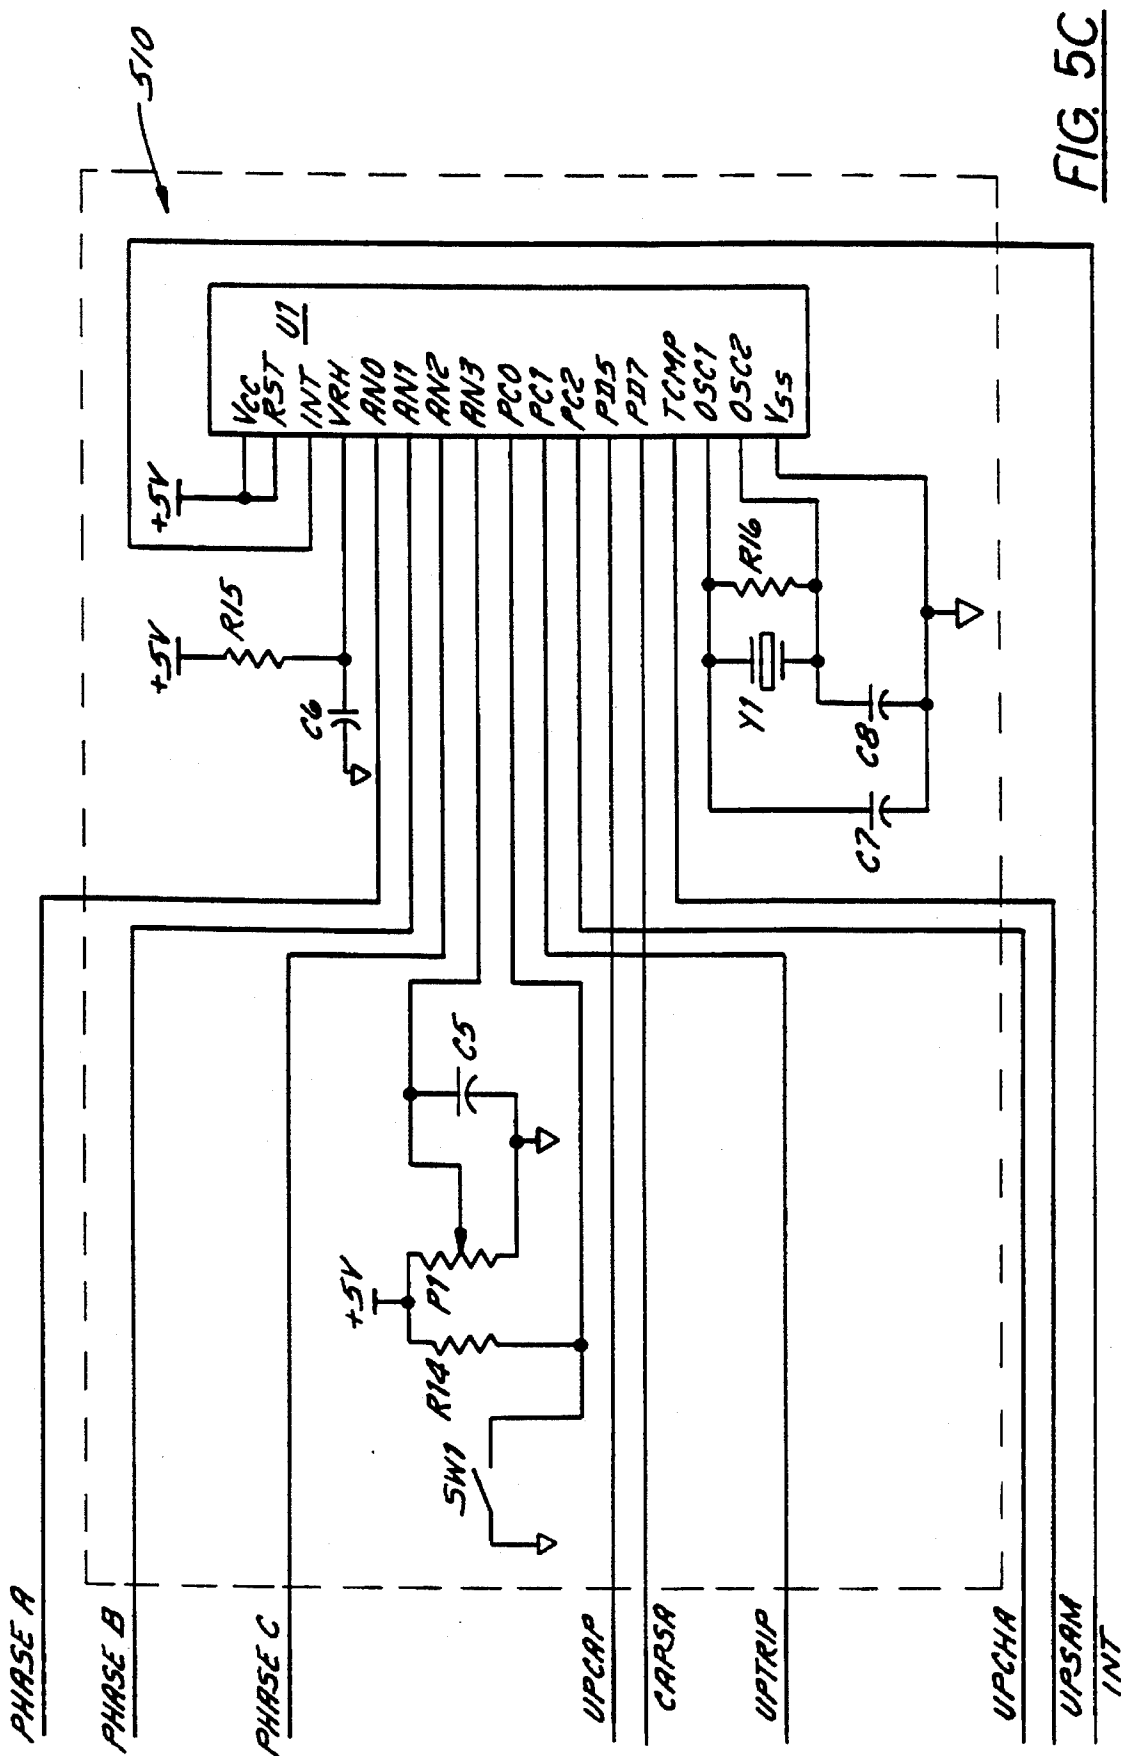 PHASE A
PHASE B
PHASE C
UPCAP
CAPSA
UPTRIP
UPCHA
UPSAM
INT
SW1
R14
+5V
P1
C5
+5V
R15
C6
+5V
C7
C8
Y1
R16
U1
VCC
RST
INT
VRH
AN0
AN1
AN2
AN3
PC0
PC1
PC2
PD5
PD7
TCMP
OSC1
OSC2
VSS
510
FIG. 5C